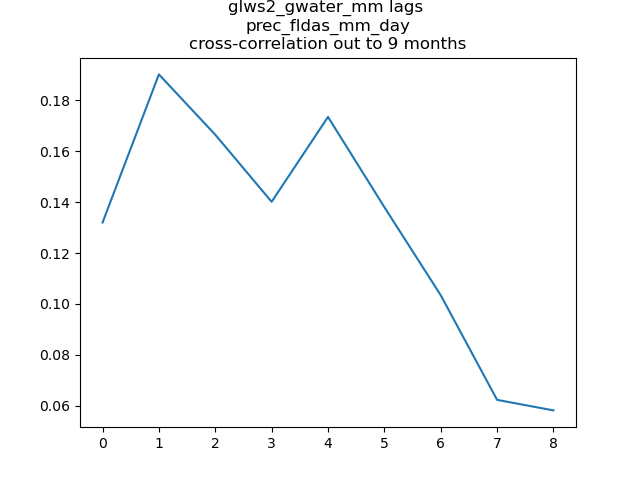 glws2_gwater_mm lags
prec_fldas_mm_day
cross-correlation out to 9 months
0.18
0.16
0.14
0.12
0.10
0.08
0.06
0 1 2 3 4 5 6 7 8